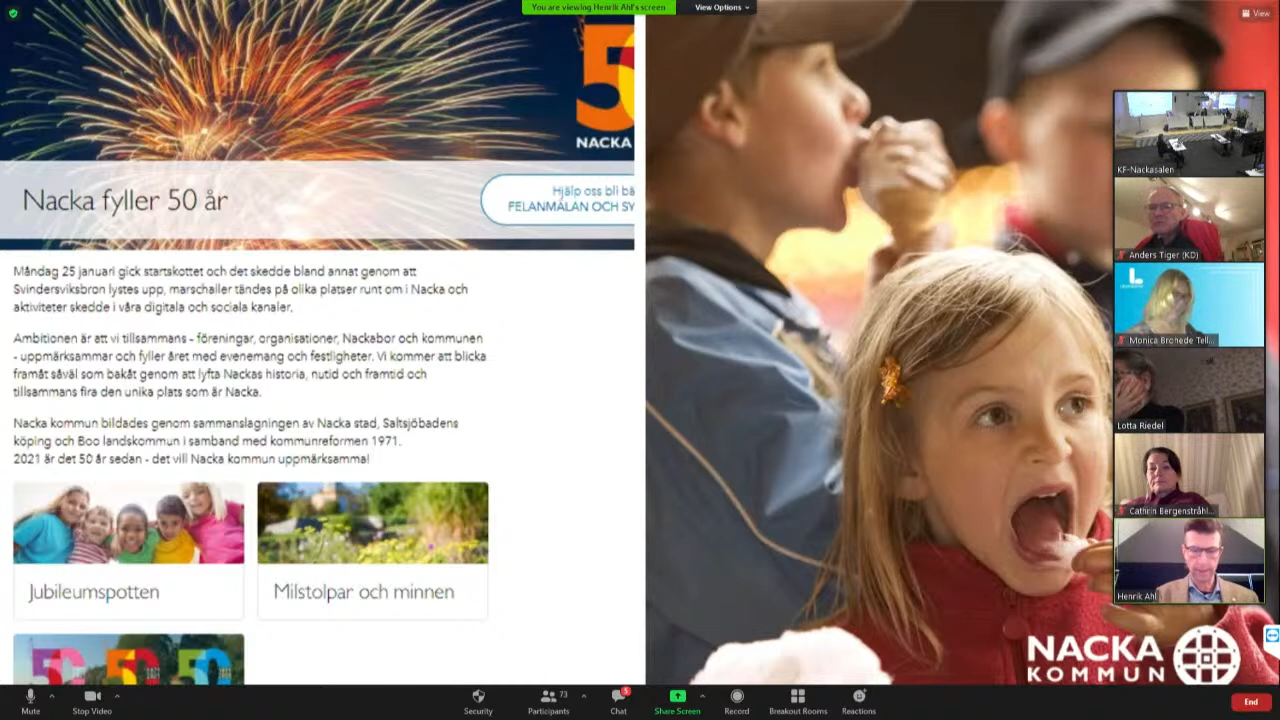 You are viewing Henrik Ahl's screen
View Options
View
5
NACKA
Nacka fyller 50 år
Hjälp oss bli bä
FELANMÄLAN OCH SY
Måndag 25 januari gick startskottet och det skedde bland annat genom att
Svindersviksbron lystes upp, marschaller tändes på olika platser runt om i Nacka och
aktiviteter skedde i våra digitala och sociala kanaler.
Ambitionen är att vi tillsammans - föreningar, organisationer, Nackabor och kommunen
- uppmärksammar och fyller året med evenemang och festligheter. Vi kommer att blicka
framåt såväl som bakåt genom att lyfta Nackas historia, nutid och framtid och
tillsammans fira den unika plats som är Nacka.
Nacka kommun bildades genom sammanslagningen av Nacka stad, Saltsjöbadens
köping och Boo landskommun i samband med kommunreformen 1971.
2021 är det 50 år sedan - det vill Nacka kommun uppmärksamma!
Jubileumspotten
Milstolpar och minnen
50 50 50
KF-Nackasalen
Anders Tiger (KD)
L
Monica Brohede Tell...
Lotta Riedel
Cathrin Bergenstråhl...
Henrik Ahl
NACKA
KOMMUN
Mute
Stop Video
Security
Participants
73
Chat
5
Share Screen
Record
Breakout Rooms
Reactions
End